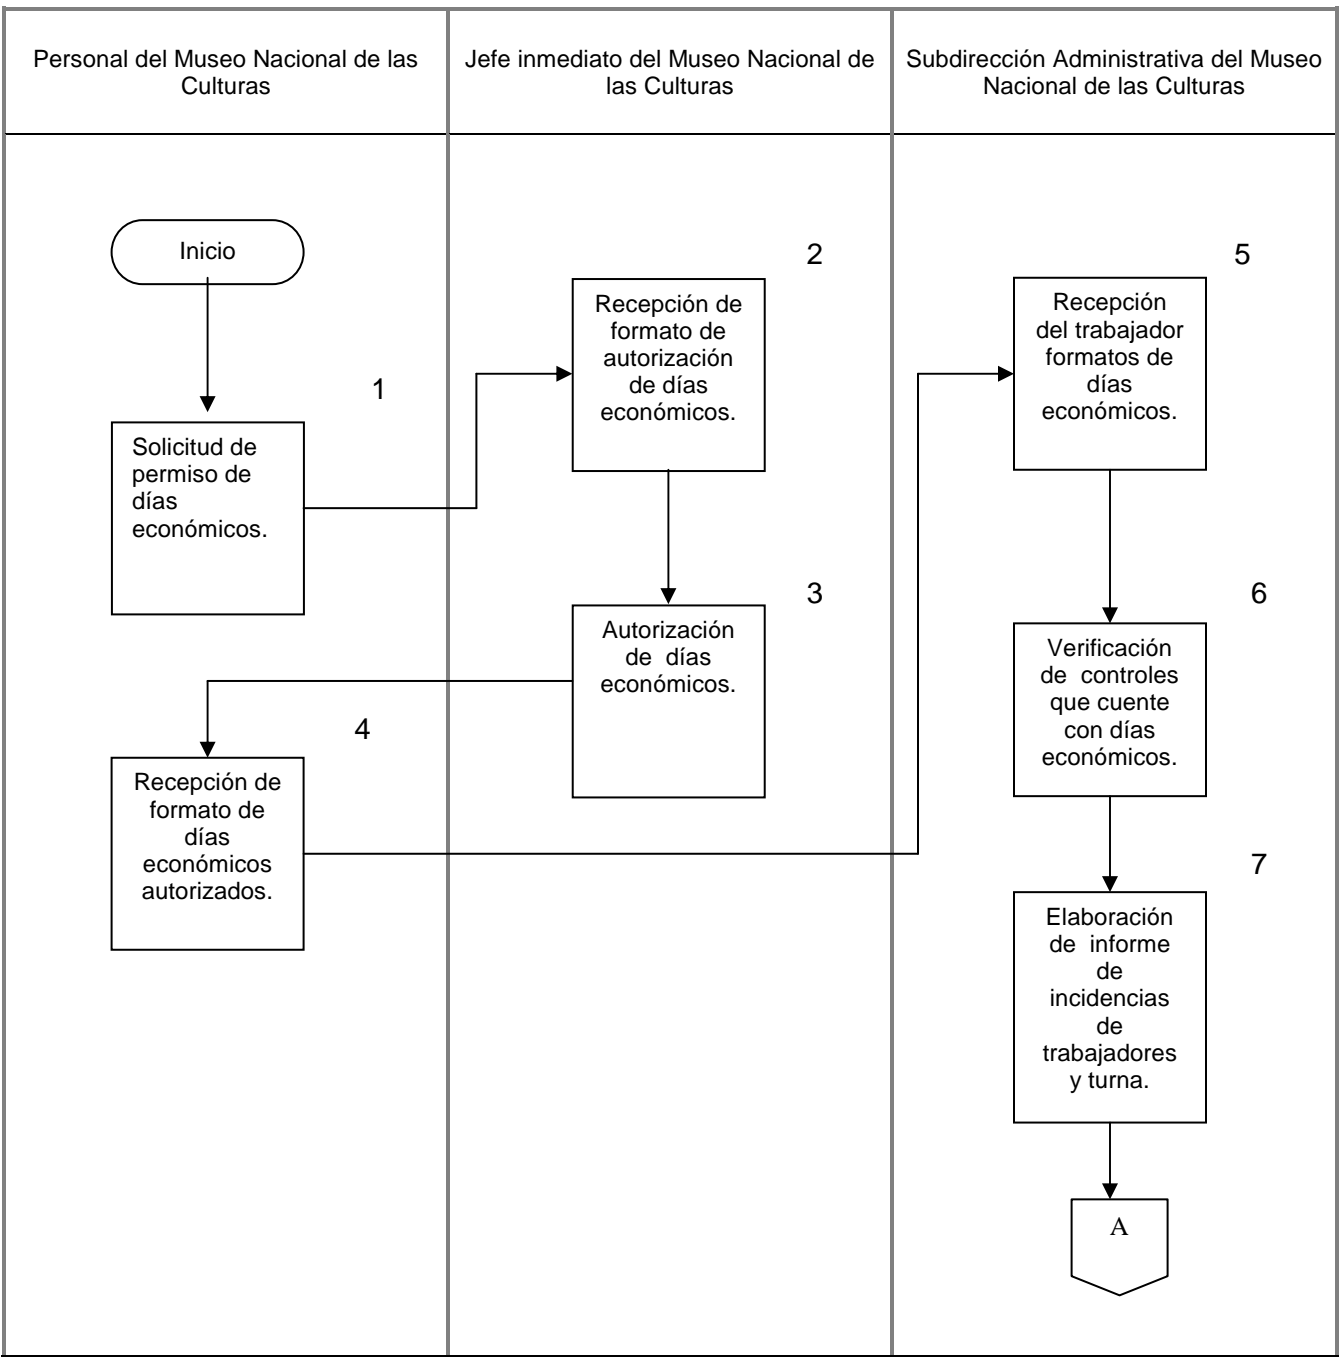 Personal del Museo Nacional de las
Culturas
Jefe inmediato del Museo Nacional de
las Culturas
Subdirección Administrativa del Museo
Nacional de las Culturas
Inicio
1
Solicitud de
permiso de
días
económicos.
2
Recepción de
formato de
autorización
de días
económicos.
3
Autorización
de días
económicos.
4
Recepción de
formato de
días
económicos
autorizados.
5
Recepción
del trabajador
formatos de
días
económicos.
6
Verificación
de controles
que cuente
con días
económicos.
7
Elaboración
de informe
de
incidencias
de
trabajadores
y turna.
A